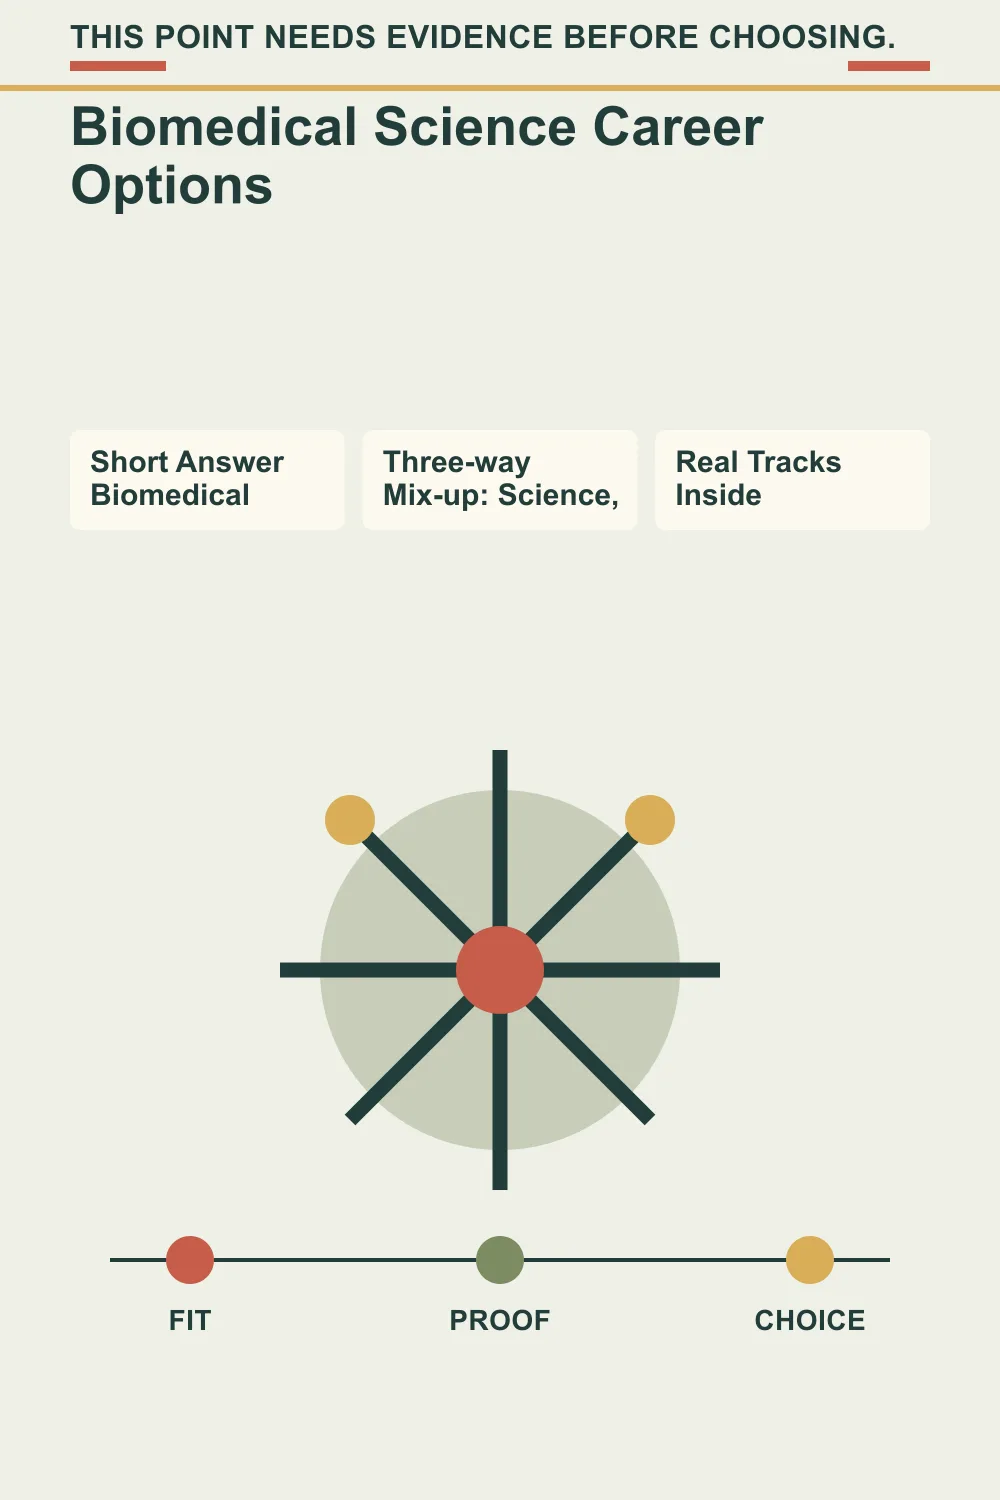 THIS POINT NEEDS EVIDENCE BEFORE CHOOSING.
Biomedical Science Career
Options
Short Answer
Biomedical
Three-way
Mix-up: Science,
Real Tracks
Inside
FIT
PROOF
CHOICE